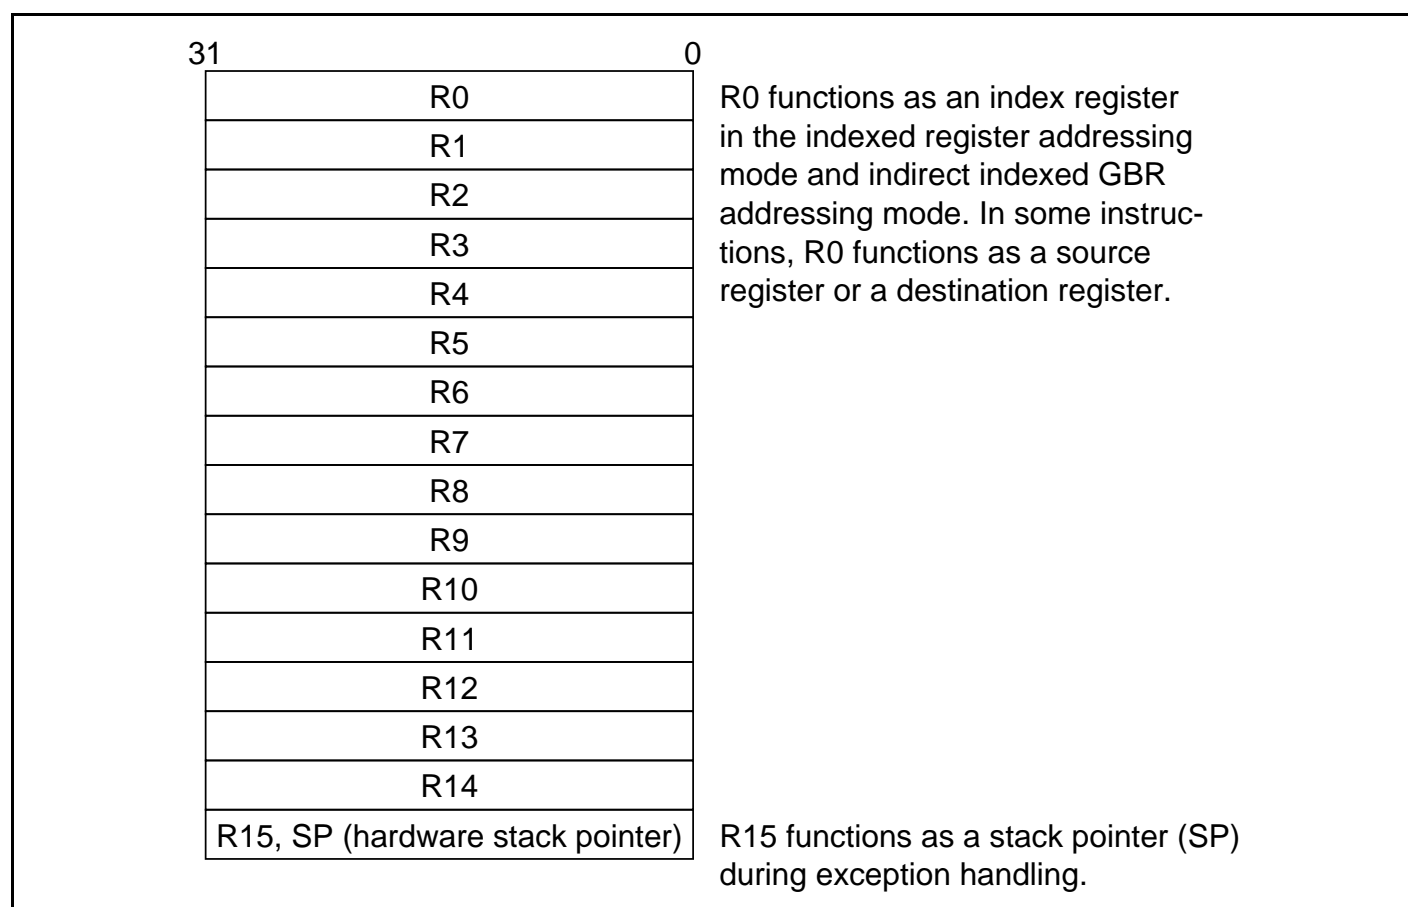 31 0
R0
R1
R2
R3
R4
R5
R6
R7
R8
R9
R10
R11
R12
R13
R14
R15, SP (hardware stack pointer)
R0 functions as an index register
in the indexed register addressing
mode and indirect indexed GBR
addressing mode. In some instruc-
tions, R0 functions as a source
register or a destination register.
R15 functions as a stack pointer (SP)
during exception handling.